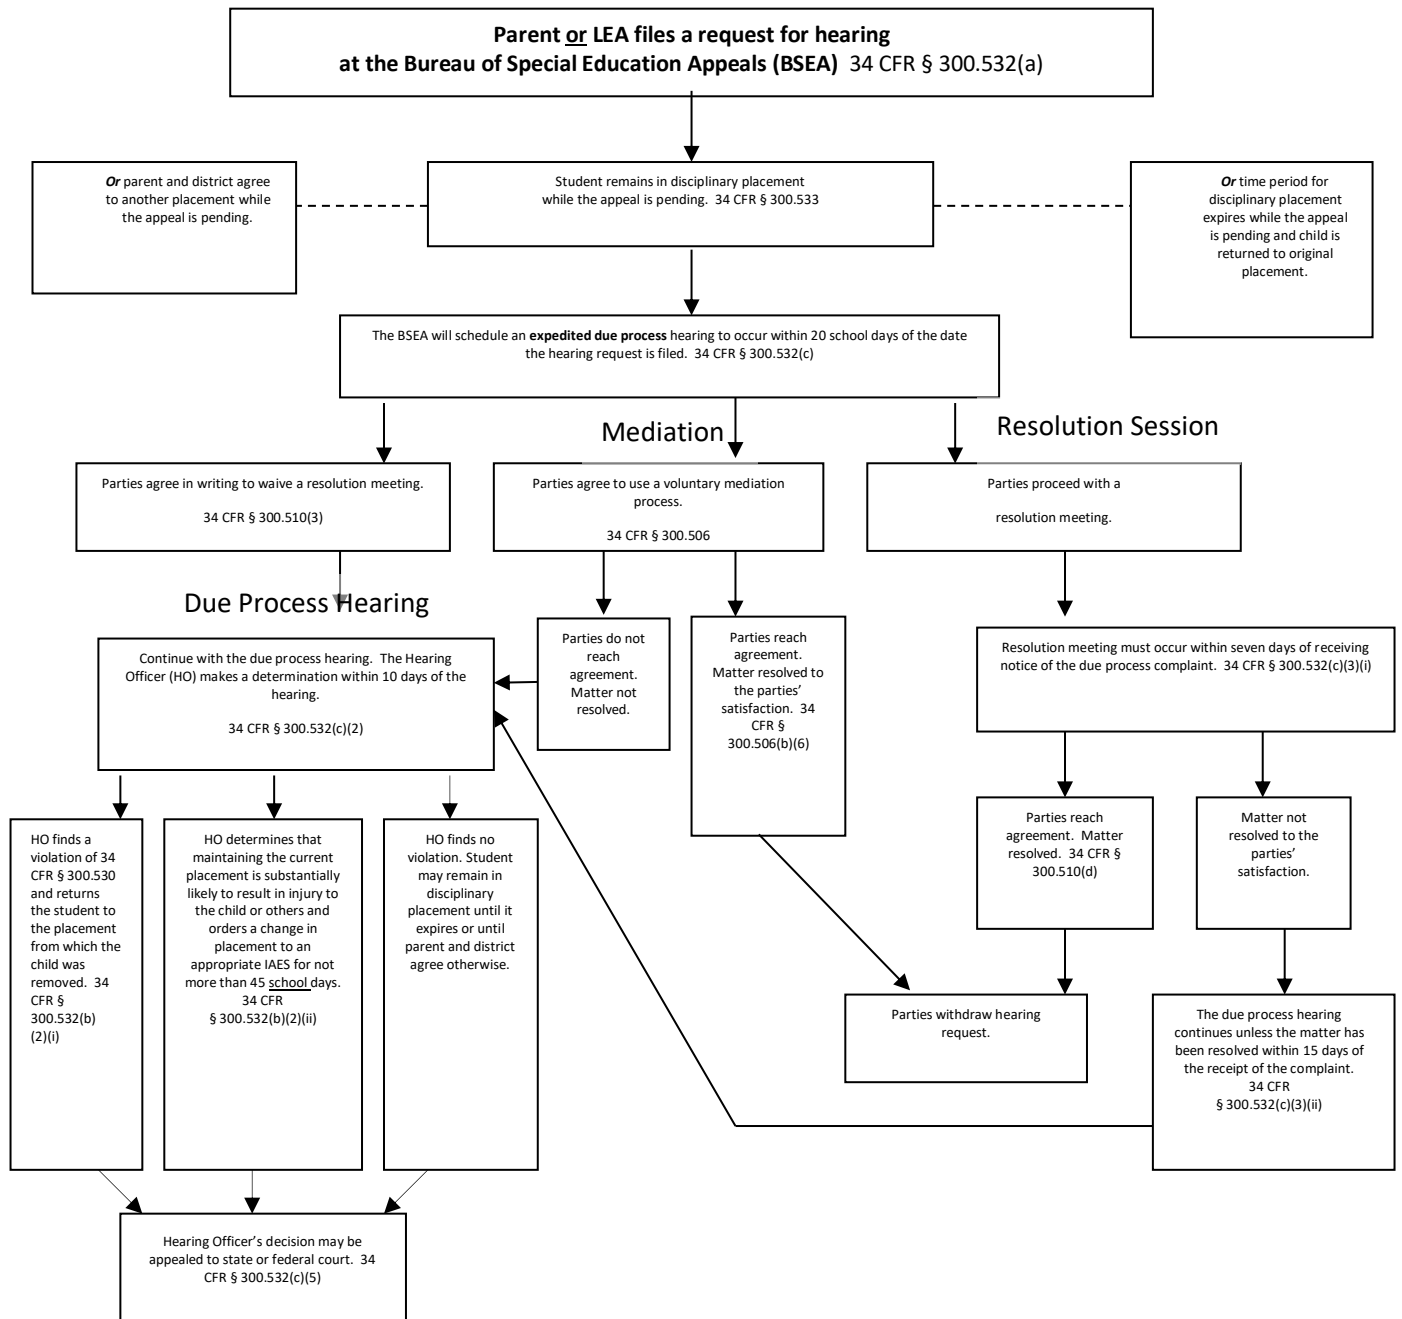 Parent or LEA files a request for hearing
at the Bureau of Special Education Appeals (BSEA) 34 CFR § 300.532(a)
Or parent and district agree
to another placement while
the appeal is pending.
Student remains in disciplinary placement
while the appeal is pending. 34 CFR § 300.533
Or time period for
disciplinary placement
expires while the appeal
is pending and child is
returned to original
placement.
The BSEA will schedule an expedited due process hearing to occur within 20 school days of the date
the hearing request is filed. 34 CFR § 300.532(c)
Mediation
Resolution Session
Parties agree in writing to waive a resolution meeting.
34 CFR § 300.510(3)
Parties agree to use a voluntary mediation
process.
34 CFR § 300.506
Parties proceed with a
resolution meeting.
Due Process Hearing
Continue with the due process hearing. The Hearing
Officer (HO) makes a determination within 10 days of the
hearing.
34 CFR § 300.532(c)(2)
Parties do not
reach
agreement.
Matter not
resolved.
Parties reach
agreement.
Matter resolved to
the parties’
satisfaction. 34
CFR §
300.506(b)(6)
Resolution meeting must occur within seven days of receiving
notice of the due process complaint. 34 CFR § 300.532(c)(3)(i)
HO finds a
violation of 34
CFR § 300.530
and returns
the student to
the placement
from which the
child was
removed. 34
CFR §
300.532(b)
(2)(i)
HO determines that
maintaining the current
placement is substantially
likely to result in injury to
the child or others and
orders a change in
placement to an
appropriate IAES for not
more than 45 school days.
34 CFR
§ 300.532(b)(2)(ii)
HO finds no
violation. Student
may remain in
disciplinary
placement until it
expires or until
parent and district
agree otherwise.
Parties reach
agreement. Matter
resolved. 34 CFR §
300.510(d)
Matter not
resolved to the
parties’
satisfaction.
Parties withdraw hearing
request.
The due process hearing
continues unless the matter has
been resolved within 15 days of
the receipt of the complaint.
34 CFR
§ 300.532(c)(3)(ii)
Hearing Officer’s decision may be
appealed to state or federal court. 34
CFR § 300.532(c)(5)